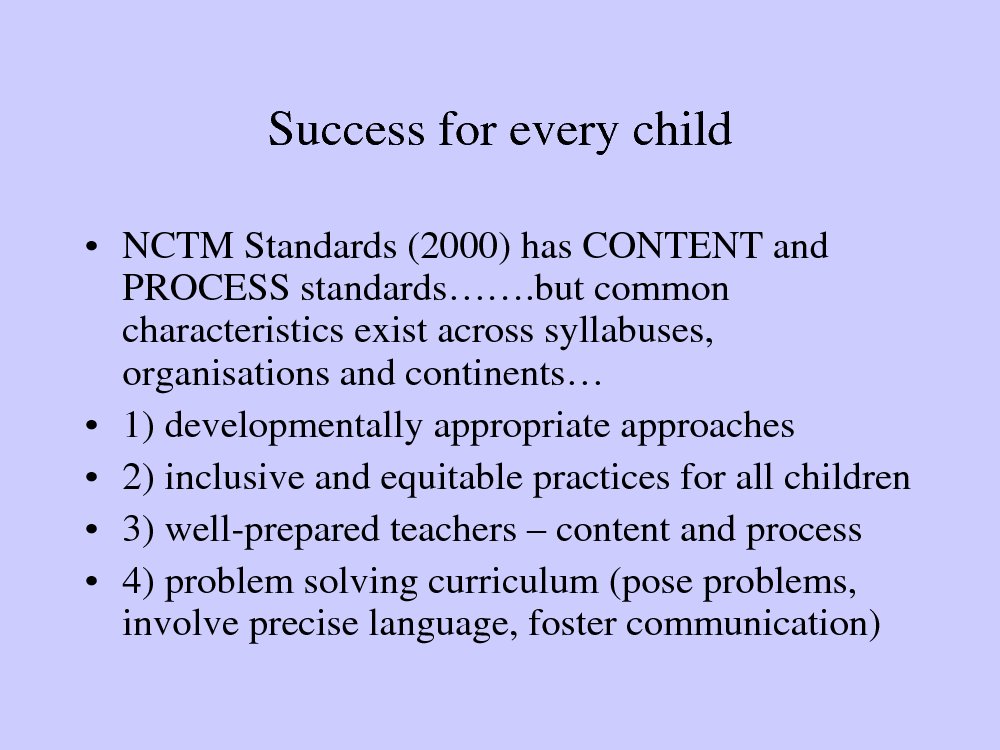 Success for every child
• NCTM Standards (2000) has CONTENT and
PROCESS standards…….but common
characteristics exist across syllabuses,
organisations and continents…
• 1) developmentally appropriate approaches
• 2) inclusive and equitable practices for all children
• 3) well-prepared teachers – content and process
• 4) problem solving curriculum (pose problems,
involve precise language, foster communication)